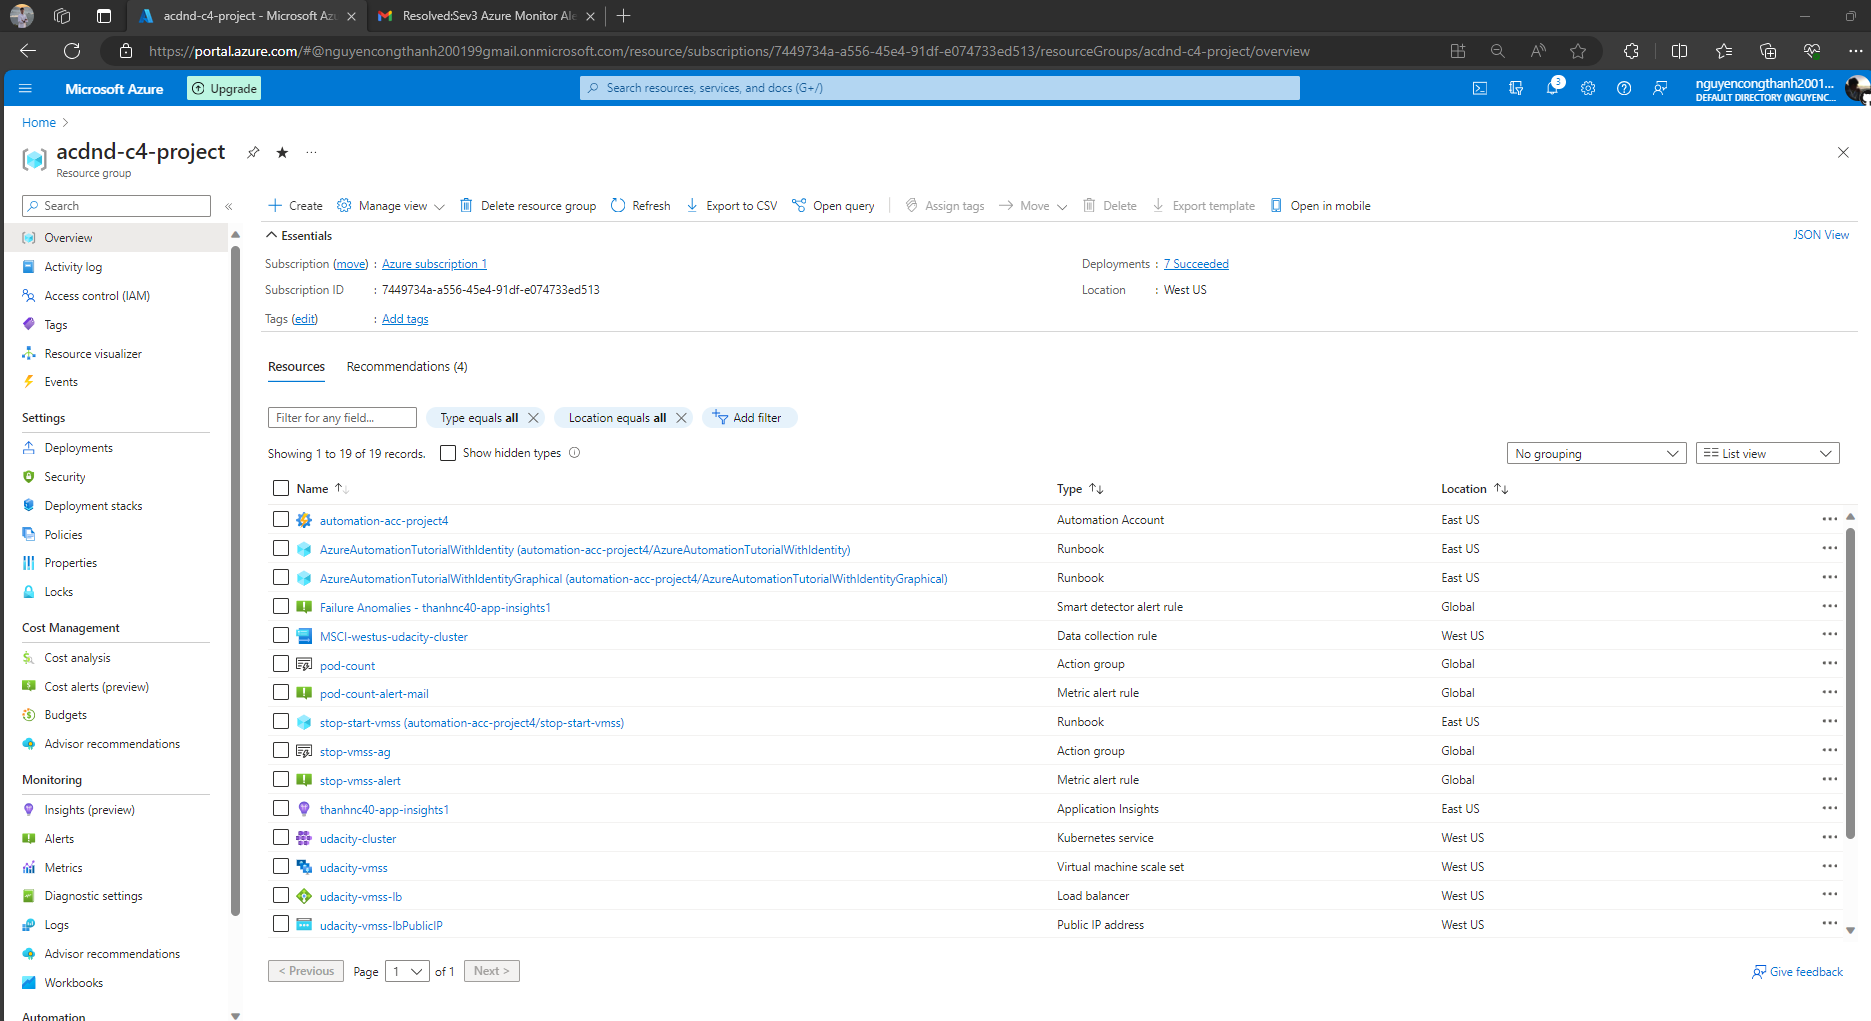 acdnd-c4-project - Microsoft Azu
Resolved:Sev3 Azure Monitor Ale
https://portal.azure.com/#@nguyencongthanh200199gmail.onmicrosoft.com/resource/subscriptions/7449734a-a556-45e4-91df-e074733ed513/resourceGroups/acdnd-c4-project/overview
Microsoft Azure
Upgrade
Search resources, services, and docs (G+/)
3
nguyencongthanh2001...
DEFAULT DIRECTORY (NGUYENC...
Home
acdnd-c4-project
Resource group
Search
Create
Manage view
Delete resource group
Refresh
Export to CSV
Open query
Assign tags
Move
Delete
Export template
Open in mobile
Overview
Activity log
Access control (IAM)
Tags
Resource visualizer
Events
Settings
Deployments
Security
Deployment stacks
Policies
Properties
Locks
Cost Management
Cost analysis
Cost alerts (preview)
Budgets
Advisor recommendations
Monitoring
Insights (preview)
Alerts
Metrics
Diagnostic settings
Logs
Advisor recommendations
Workbooks
Automation
Essentials
JSON View
Subscription (move) : Azure subscription 1
Deployments : 7 Succeeded
Subscription ID : 7449734a-a556-45e4-91df-e074733ed513
Location : West US
Tags (edit) : Add tags
Resources
Recommendations (4)
Filter for any field...
Type equals all
Location equals all
Add filter
Showing 1 to 19 of 19 records.
Show hidden types
No grouping
List view
Name Type Location
automation-acc-project4 Automation Account East US
AzureAutomationTutorialWithIdentity (automation-acc-project4/AzureAutomationTutorialWithIdentity) Runbook East US
AzureAutomationTutorialWithIdentityGraphical (automation-acc-project4/AzureAutomationTutorialWithIdentityGraphical) Runbook East US
Failure Anomalies - thanhnc40-app-insights1 Smart detector alert rule Global
MSCI-westus-udacity-cluster Data collection rule West US
pod-count Action group Global
pod-count-alert-mail Metric alert rule Global
stop-start-vmss (automation-acc-project4/stop-start-vmss) Runbook East US
stop-vmss-ag Action group Global
stop-vmss-alert Metric alert rule Global
thanhnc40-app-insights1 Application Insights East US
udacity-cluster Kubernetes service West US
udacity-vmss Virtual machine scale set West US
udacity-vmss-lb Load balancer West US
udacity-vmss-lbPublicIP Public IP address West US
< Previous
Page 1 of 1
Next >
Give feedback